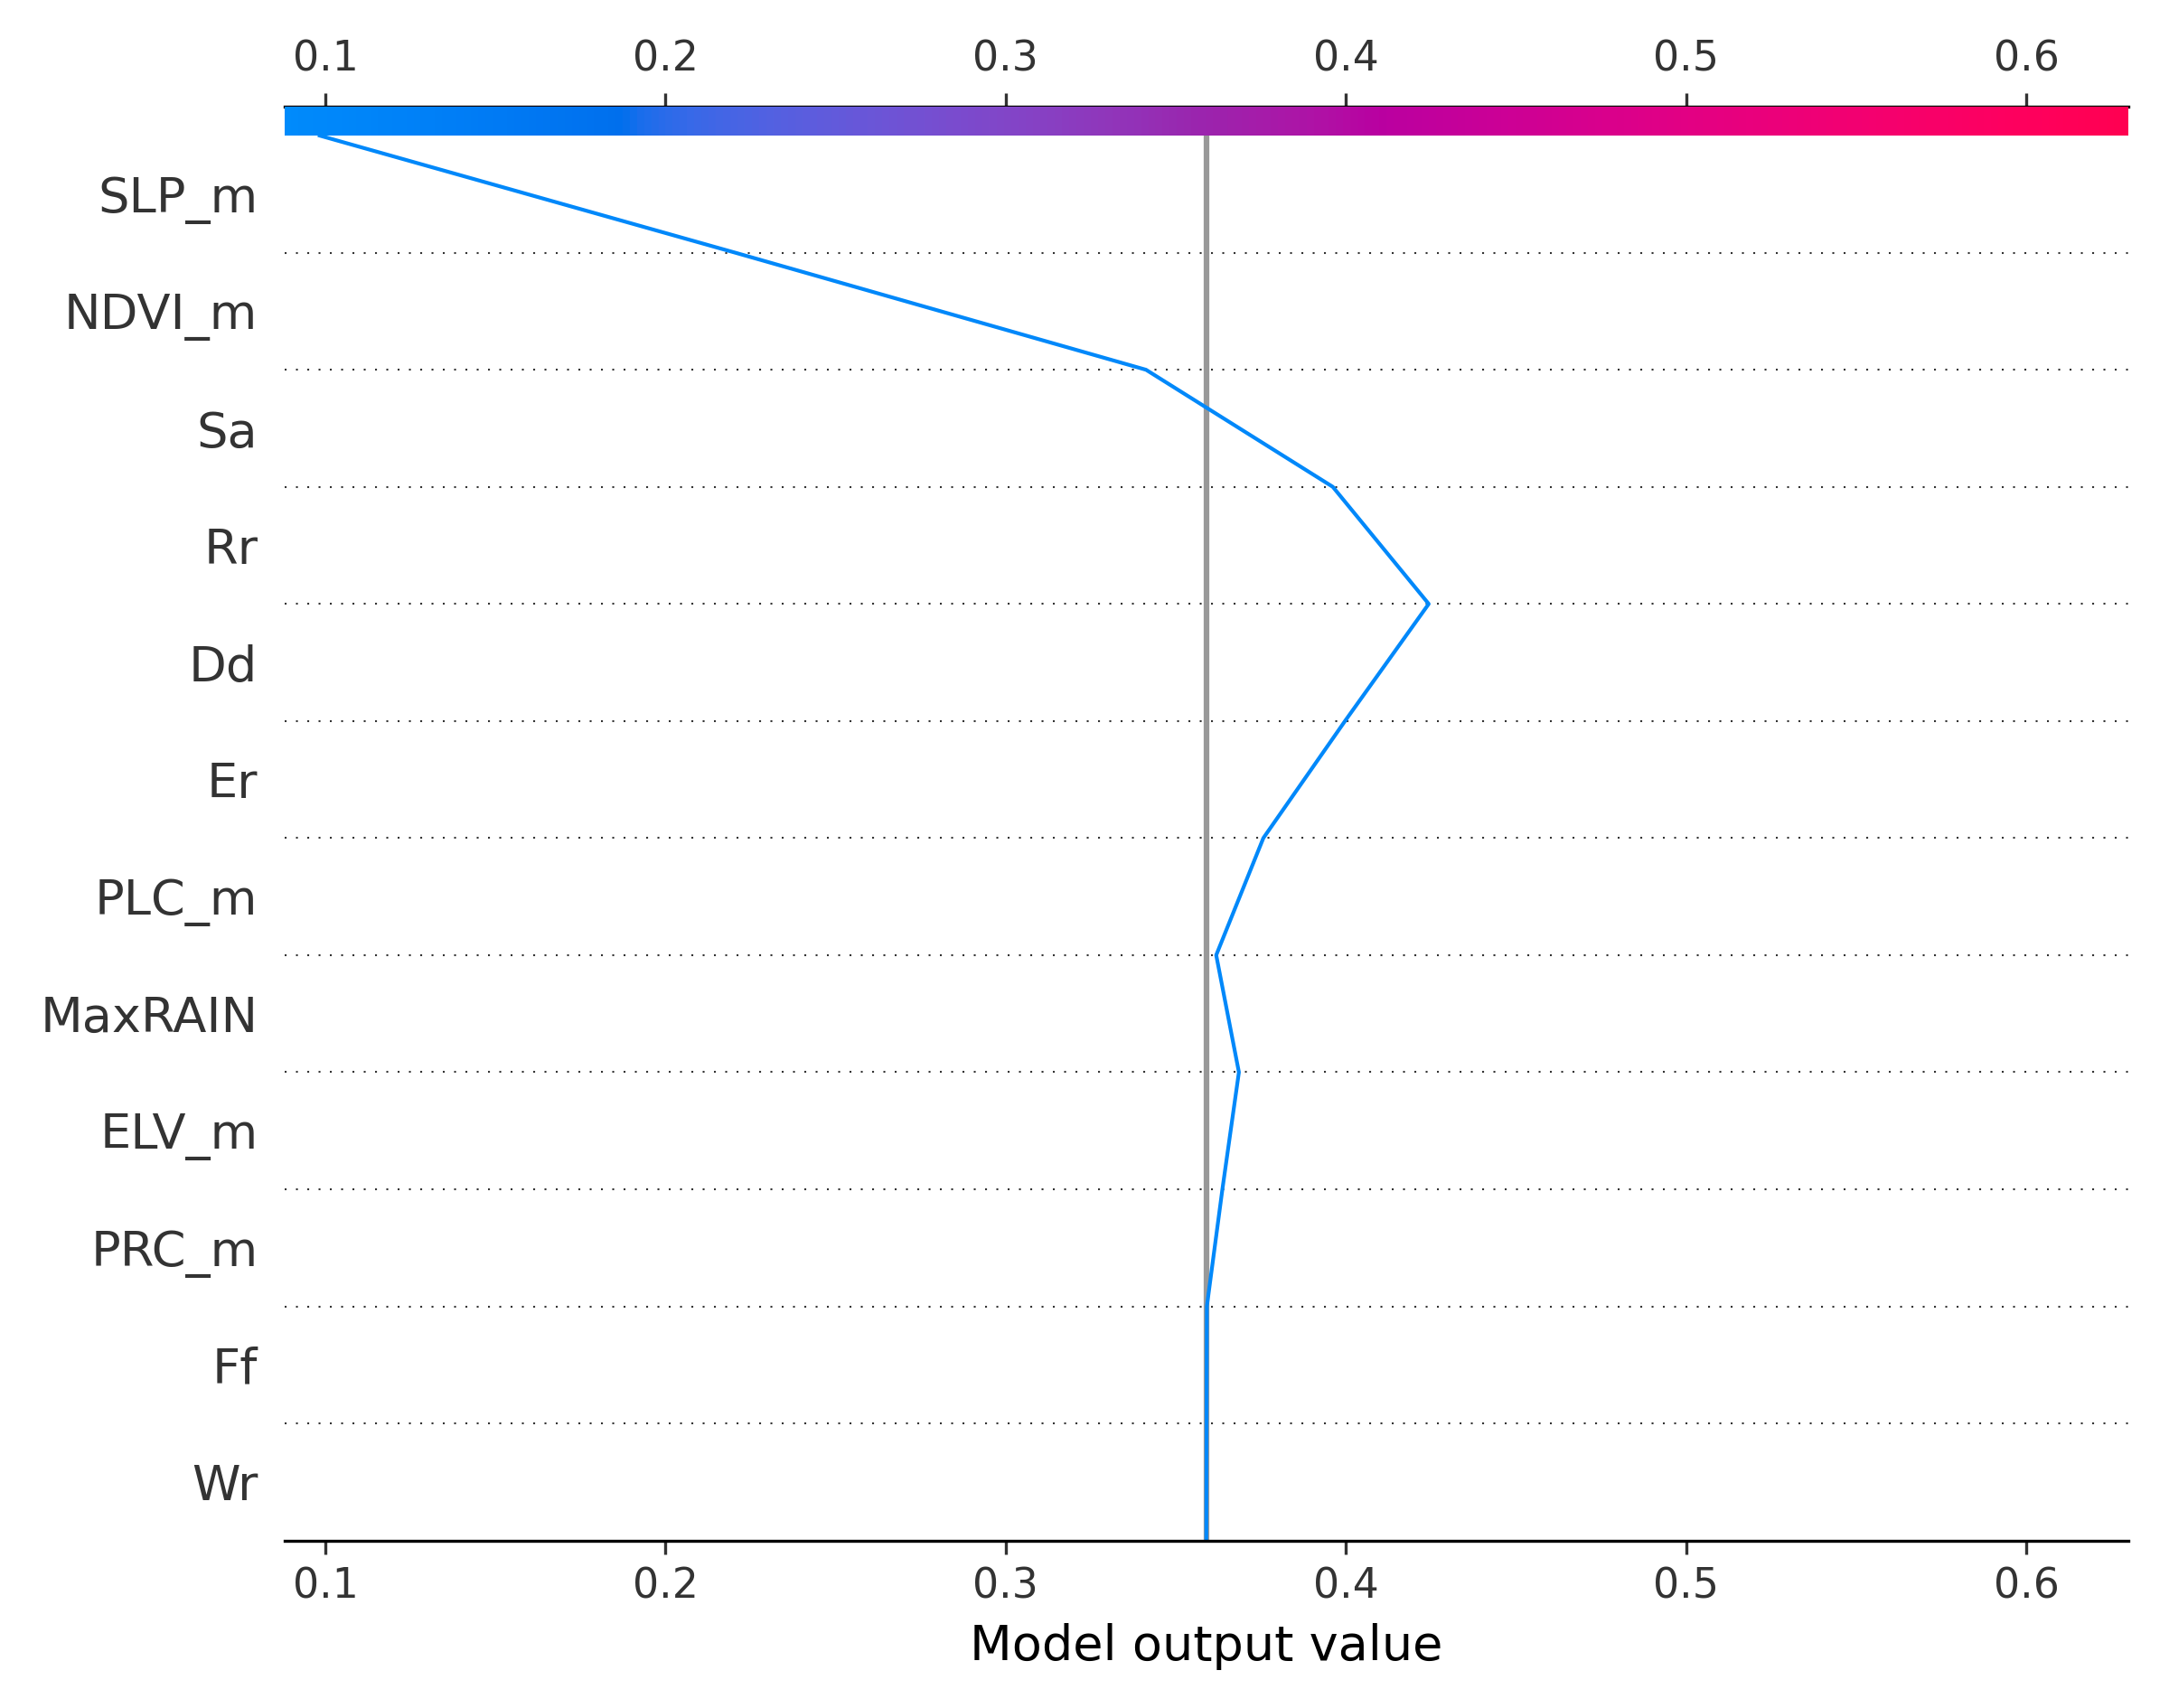 0.1 0.2 0.3 0.4 0.5 0.6
SLP_m
NDVI_m
Sa
Rr
Dd
Er
PLC_m
MaxRAIN
ELV_m
PRC_m
Ff
Wr
0.1 0.2 0.3 0.4 0.5 0.6
Model output value